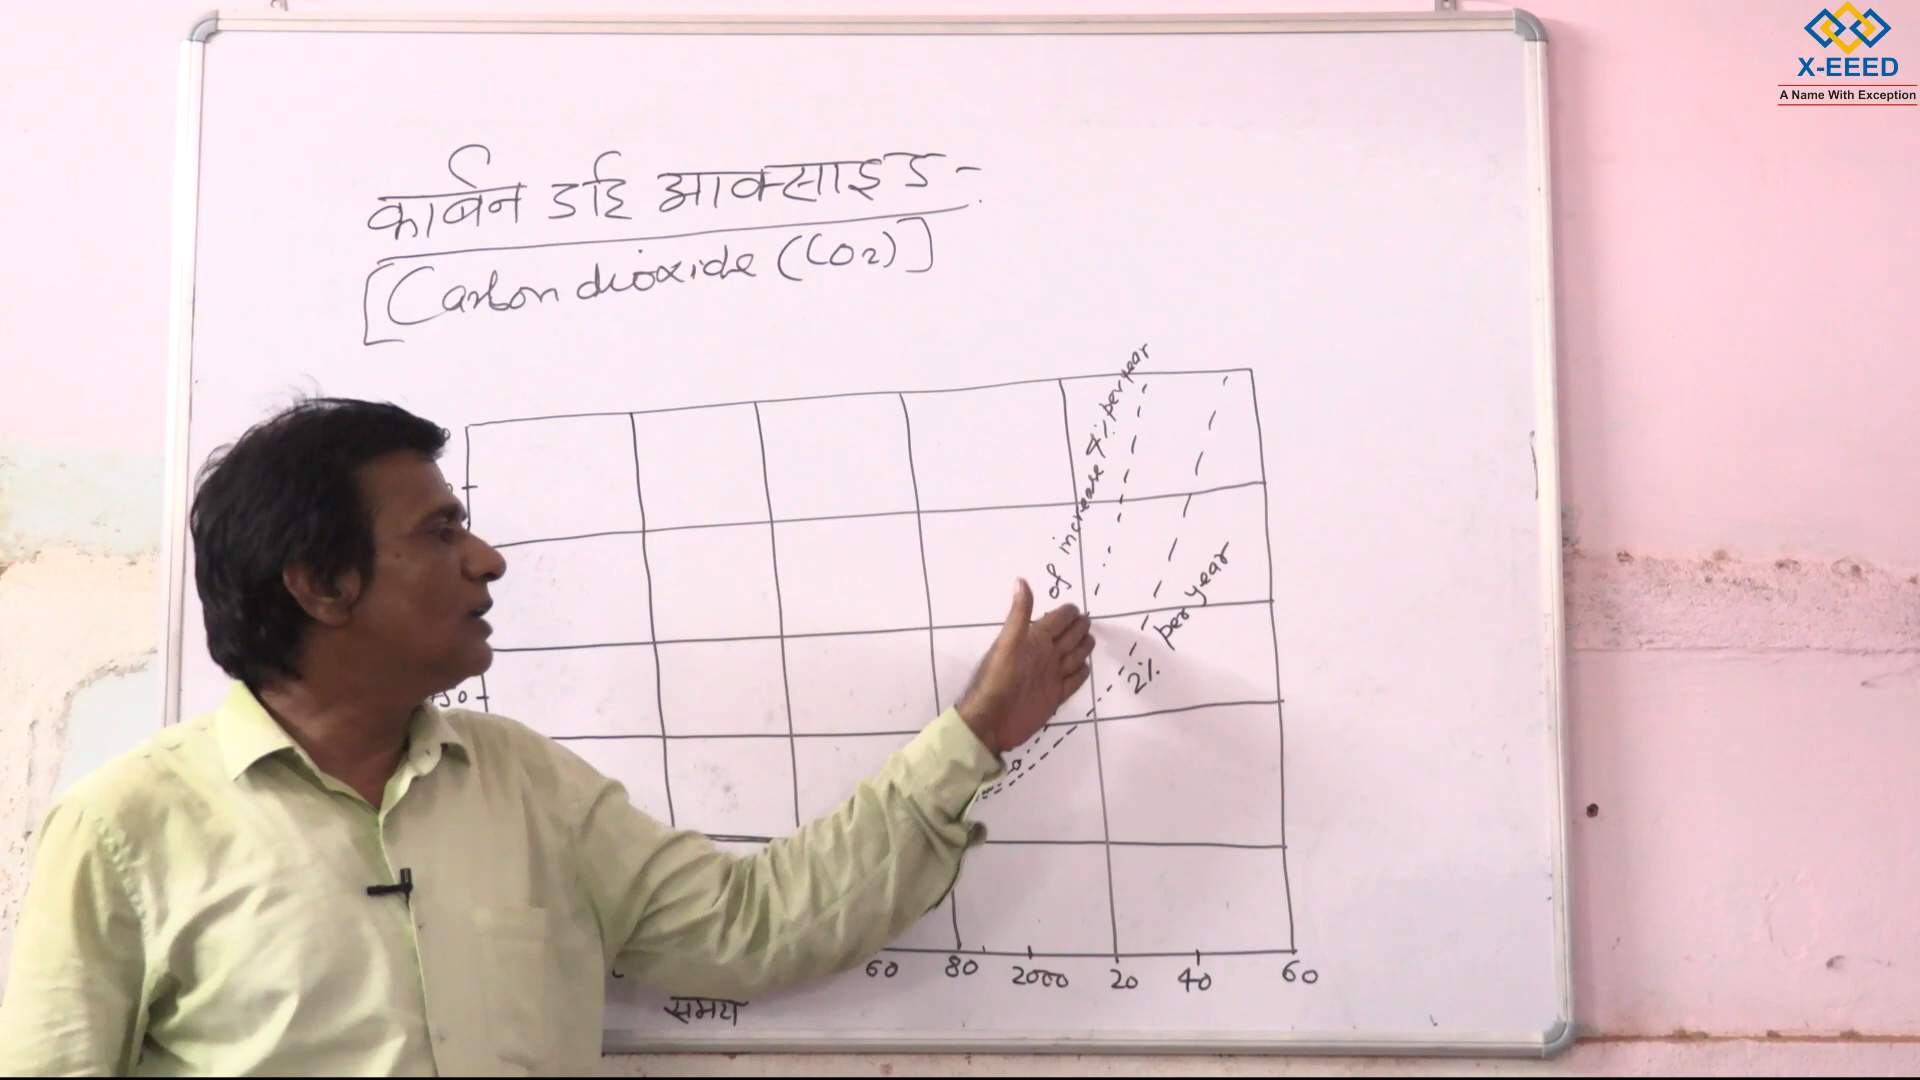 X-EEED
A Name With Exception
कार्बन डाई आक्साइड -
[Carbon dioxide (CO2)]
of increase 4% per year
2% per year
50
60 80 2000 20 40 60
समय